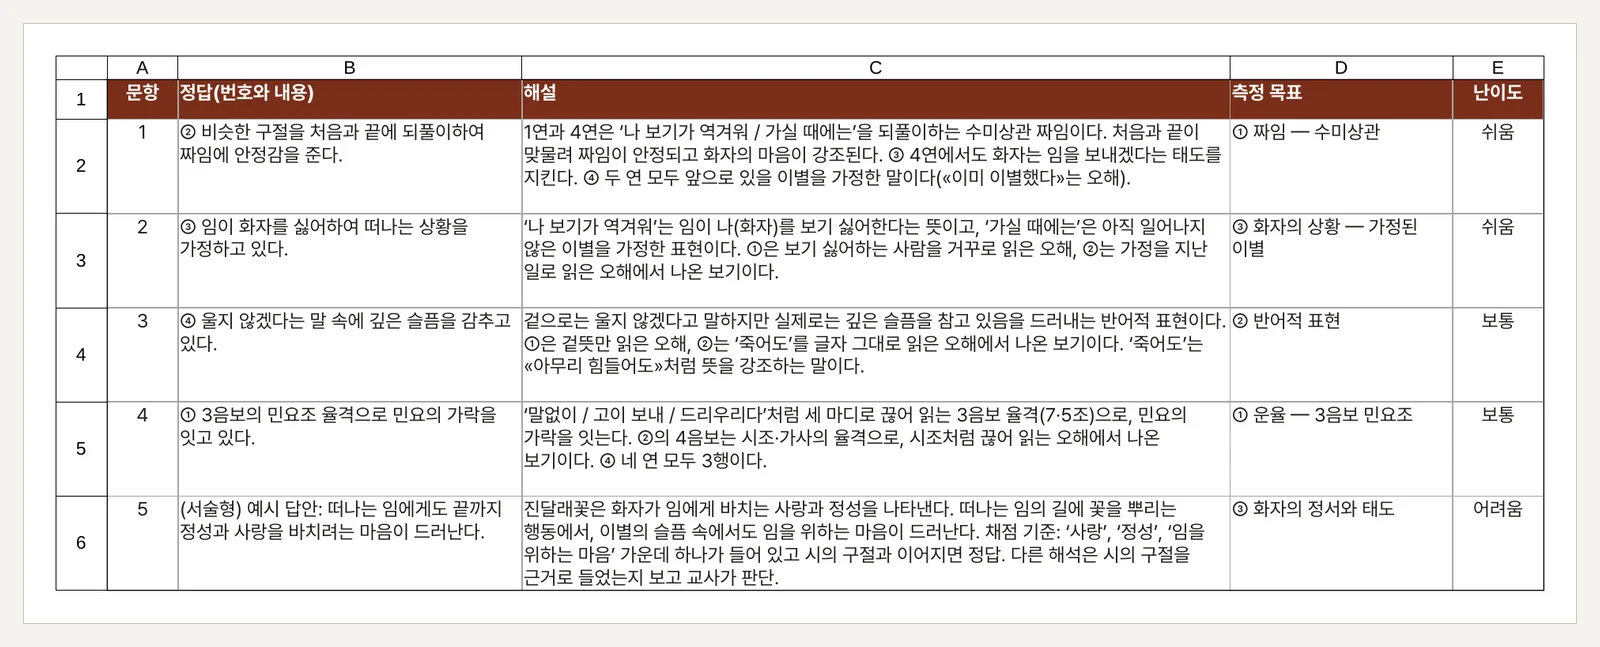 A B C D E
1 문항 정답(번호와 내용) 해설 측정 목표 난이도
2
1
② 비슷한 구절을 처음과 끝에 되풀이하여
짜임에 안정감을 준다.
1연과 4연은 ‘나 보기가 역겨워 / 가실 때에는’을 되풀이하는 수미상관 짜임이다. 처음과 끝이
맞물려 짜임이 안정되고 화자의 마음이 강조된다. ③ 4연에서도 화자는 임을 보내겠다는 태도를
지킨다. ④ 두 연 모두 앞으로 있을 이별을 가정한 말이다(«이미 이별했다»는 오해).
① 짜임 — 수미상관
쉬움
3
2
③ 임이 화자를 싫어하여 떠나는 상황을
가정하고 있다.
‘나 보기가 역겨워’는 임이 나(화자)를 보기 싫어한다는 뜻이고, ‘가실 때에는’은 아직 일어나지
않은 이별을 가정한 표현이다. ①은 보기 싫어하는 사람을 거꾸로 읽은 오해, ②는 가정을 지난
일로 읽은 오해에서 나온 보기이다.
③ 화자의 상황 — 가정된
이별
쉬움
4
3
④ 울지 않겠다는 말 속에 깊은 슬픔을 감추고
있다.
겉으로는 울지 않겠다고 말하지만 실제로는 깊은 슬픔을 참고 있음을 드러내는 반어적 표현이다.
①은 겉뜻만 읽은 오해, ②는 ‘죽어도’를 글자 그대로 읽은 오해에서 나온 보기이다. ‘죽어도’는
«아무리 힘들어도»처럼 뜻을 강조하는 말이다.
② 반어적 표현
보통
5
4
① 3음보의 민요조 율격으로 민요의 가락을
잇고 있다.
‘말없이 / 고이 보내 / 드리우리다’처럼 세 마디로 끊어 읽는 3음보 율격(7·5조)으로, 민요의
가락을 잇는다. ②의 4음보는 시조·가사의 율격으로, 시조처럼 끊어 읽는 오해에서 나온
보기이다. ④ 네 연 모두 3행이다.
① 운율 — 3음보 민요조
보통
6
5
(서술형) 예시 답안: 떠나는 임에게도 끝까지
정성과 사랑을 바치려는 마음이 드러난다.
진달래꽃은 화자가 임에게 바치는 사랑과 정성을 나타낸다. 떠나는 임의 길에 꽃을 뿌리는
행동에서, 이별의 슬픔 속에서도 임을 위하는 마음이 드러난다. 채점 기준: ‘사랑’, ‘정성’, ‘임을
위하는 마음’ 가운데 하나가 들어 있고 시의 구절과 이어지면 정답. 다른 해석은 시의 구절을
근거로 들었는지 보고 교사가 판단.
③ 화자의 정서와 태도
어려움